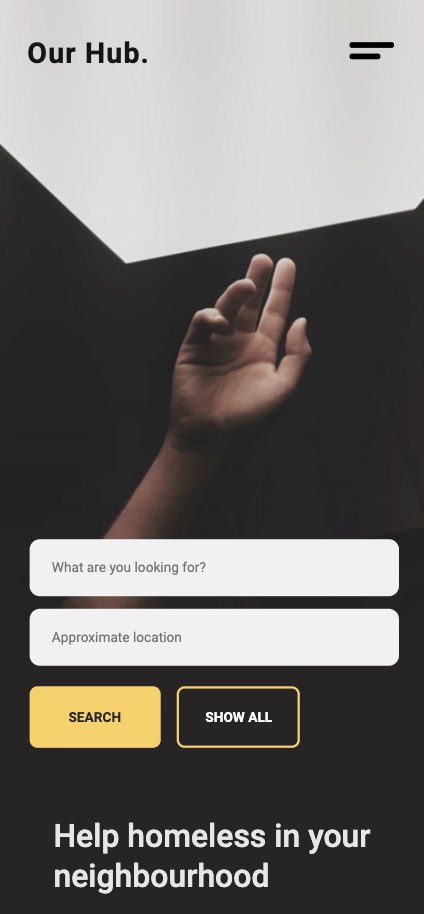 Our Hub.
What are you looking for?
Approximate location
SEARCH
SHOW ALL
Help homeless in your
neighbourhood